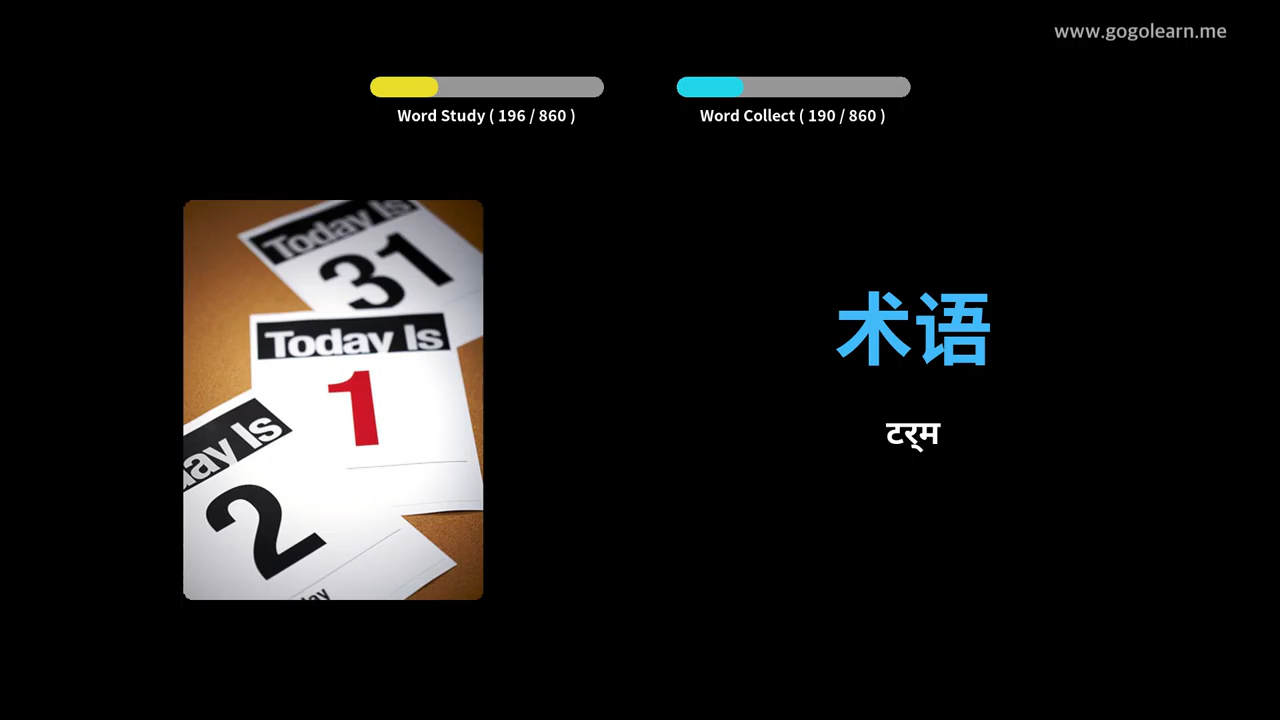 www.gogolearn.me
Word Study ( 196 / 860 )
Word Collect ( 190 / 860 )
Today Is
31
Today Is
1
ay Is
2
术语
टर्म